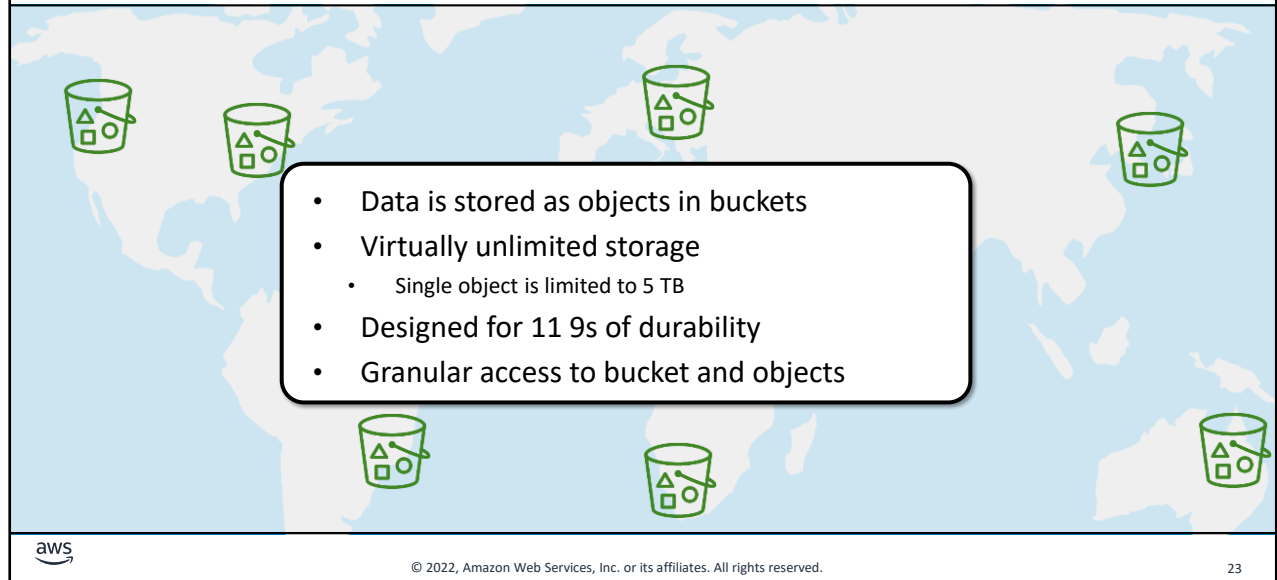 • Data is stored as objects in buckets
• Virtually unlimited storage
• Single object is limited to 5 TB
• Designed for 11 9s of durability
• Granular access to bucket and objects
aws
© 2022, Amazon Web Services, Inc. or its affiliates. All rights reserved.
23